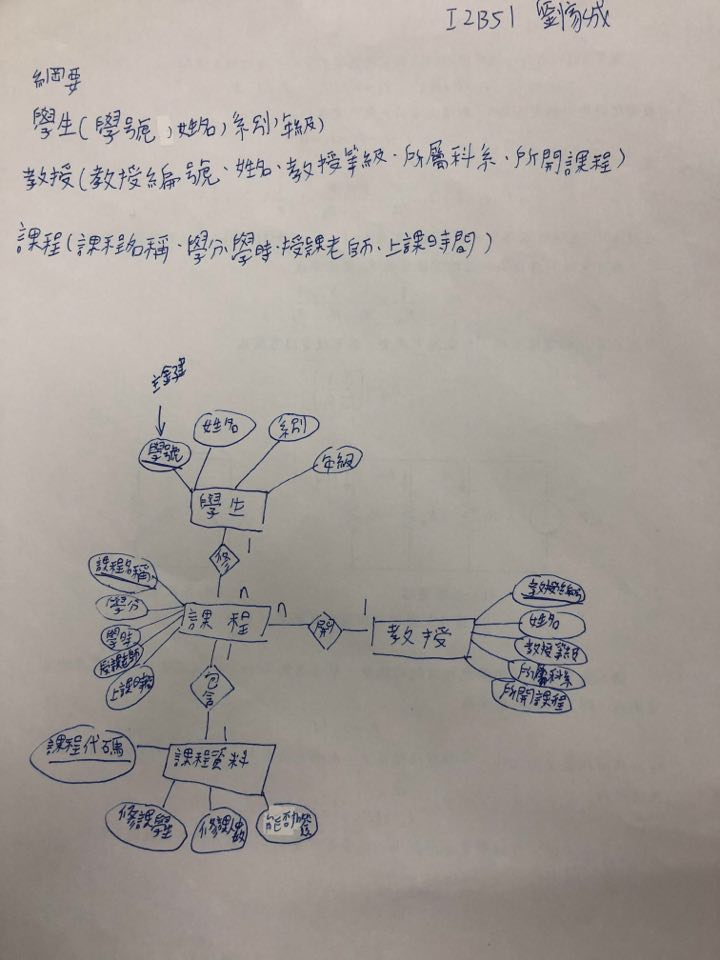 I2B51
綱要
學生(學號,姓名,系別,年級)
教授(教授編號、姓名、教授等級、所屬科系、所開課程)
課程(課程名稱、學分學時、授課老師、上課時間)
主鍵
姓名
系別
學號
年級
學生
1
修
課程名稱
n
n
1
教授編號
學分
課程
開
教授
姓名
學時
教授等級
授課老師
1
所屬科系
上課時間
包含
所開課程
1
課程代碼
課程資料
修課學生
修課人數
能否加簽